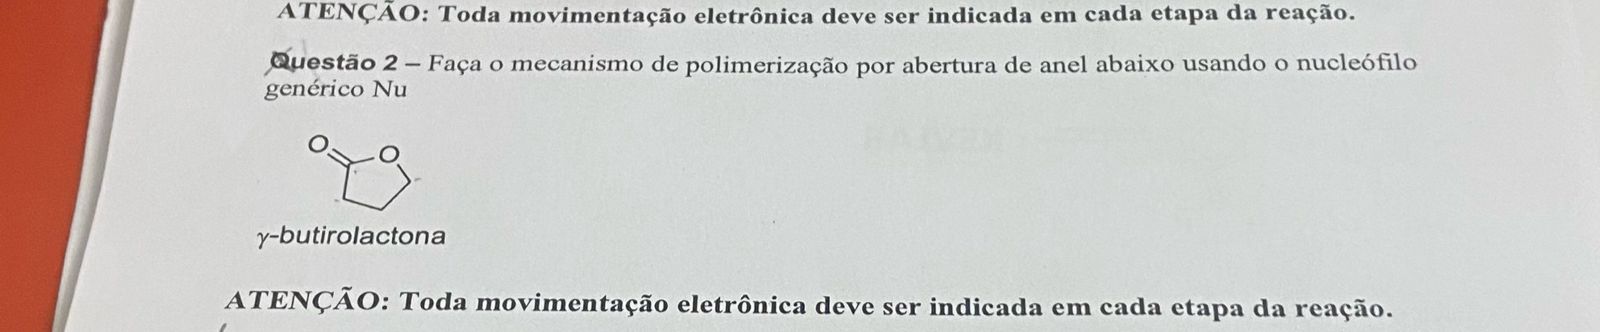 ATENÇÃO: Toda movimentação eletrônica deve ser indicada em cada etapa da reação.
Questão 2 – Faça o mecanismo de polimerização por abertura de anel abaixo usando o nucleófilo
genérico Nu
O
O
γ-butirolactona
ATENÇÃO: Toda movimentação eletrônica deve ser indicada em cada etapa da reação.